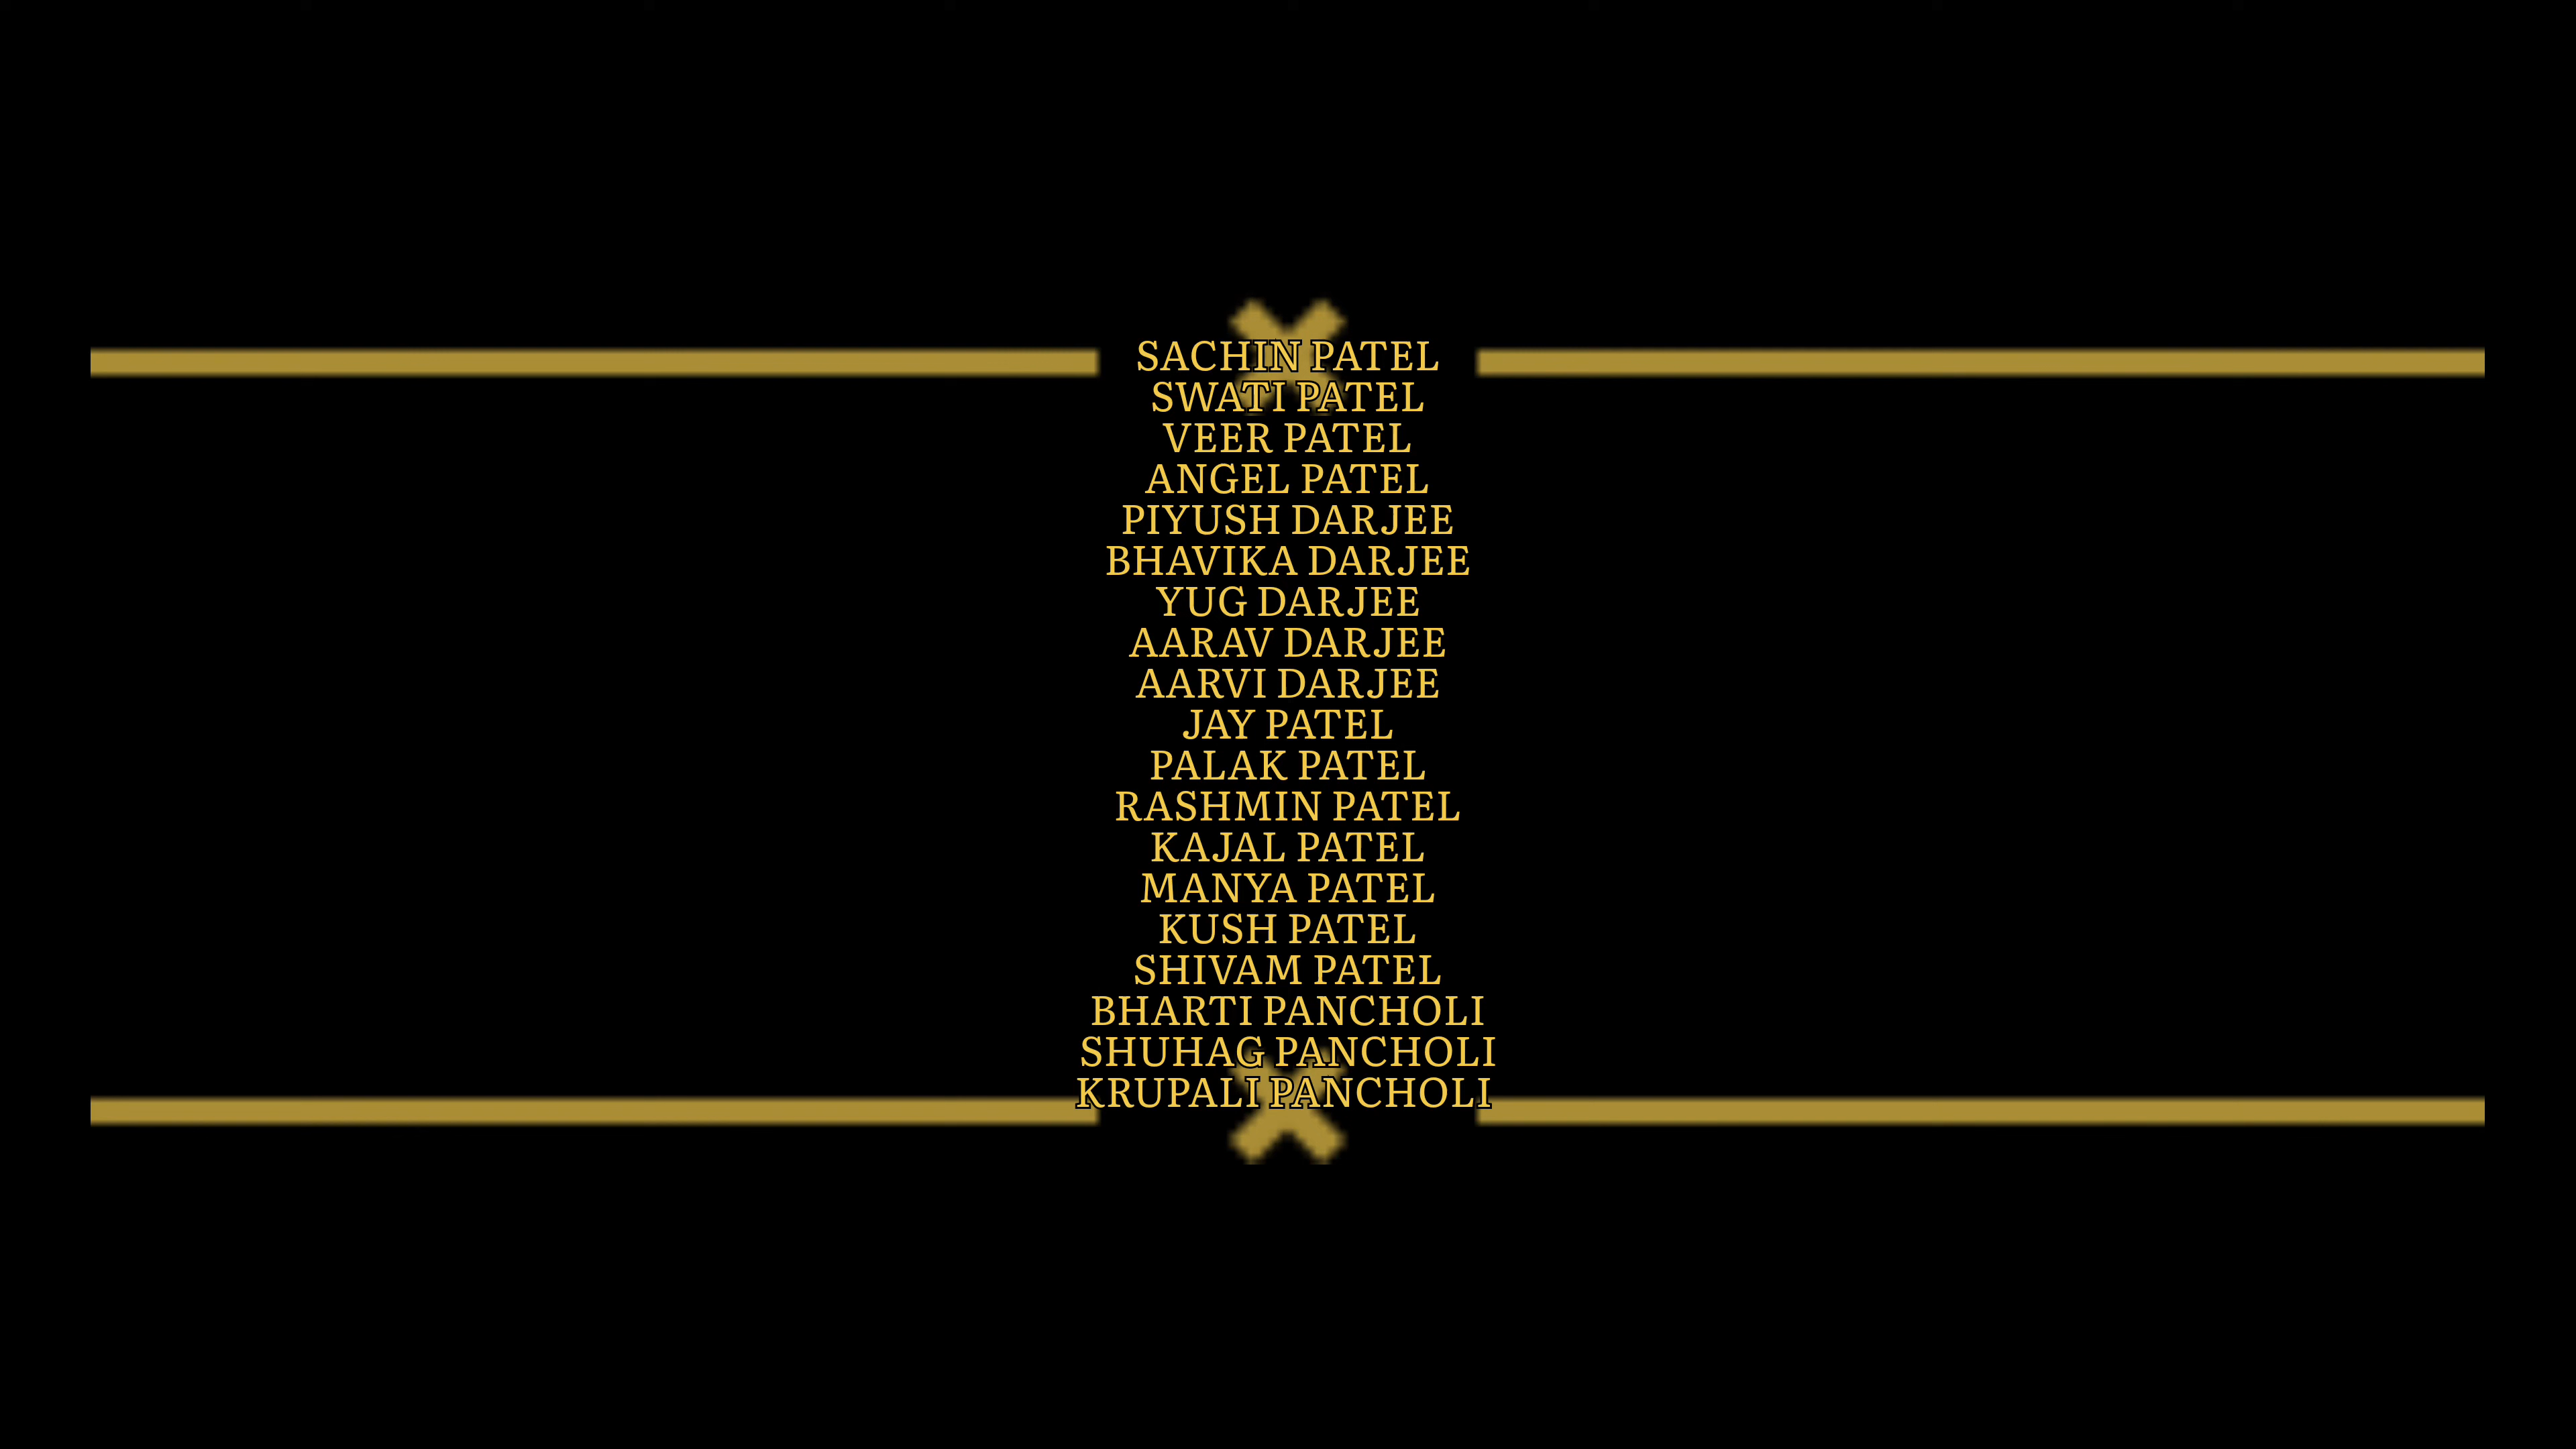 SACHIN PATEL
SWATI PATEL
VEER PATEL
ANGEL PATEL
PIYUSH DARJEE
BHAVIKA DARJEE
YUG DARJEE
AARAV DARJEE
AARVI DARJEE
JAY PATEL
PALAK PATEL
RASHMIN PATEL
KAJAL PATEL
MANYA PATEL
KUSH PATEL
SHIVAM PATEL
BHARTI PANCHOLI
SHUHAG PANCHOLI
KRUPALI PANCHOLI